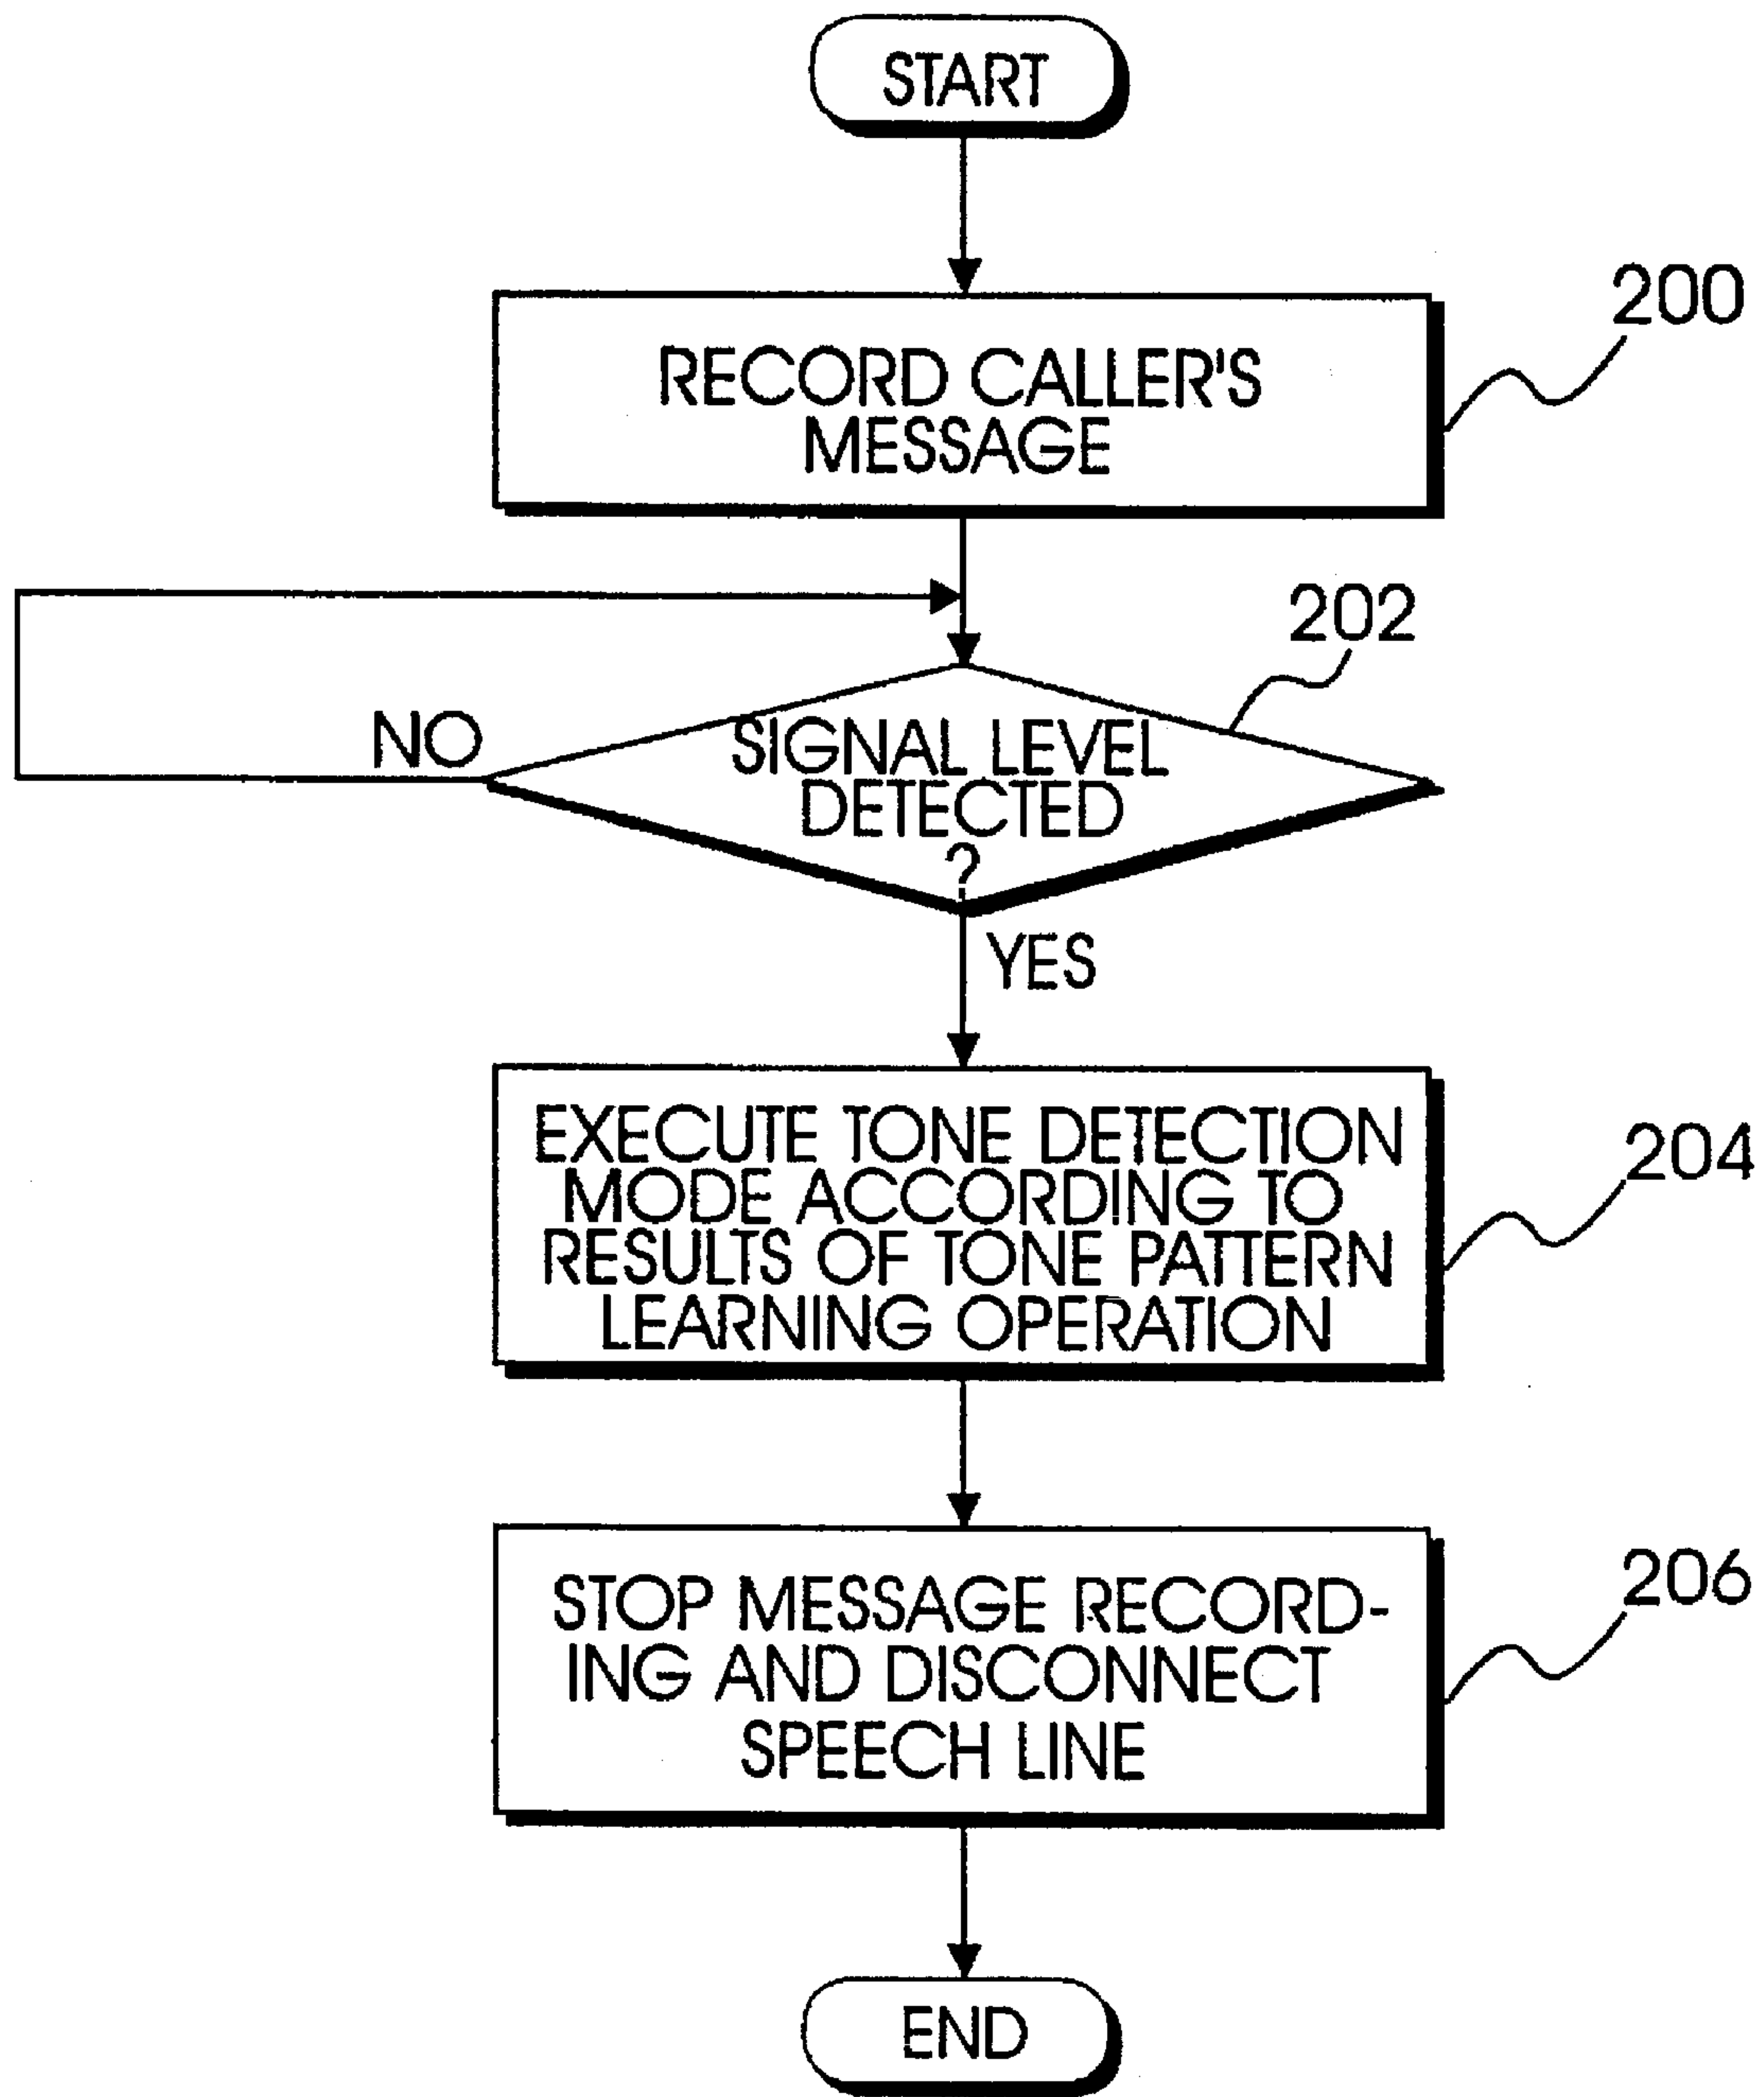 START
200
RECORD CALLER'S
MESSAGE
202
NO
SIGNAL LEVEL
DETECTED
?
YES
204
EXECUTE TONE DETECTION
MODE ACCORDING TO
RESULTS OF TONE PATTERN
LEARNING OPERATION
206
STOP MESSAGE RECORD-
ING AND DISCONNECT
SPEECH LINE
END